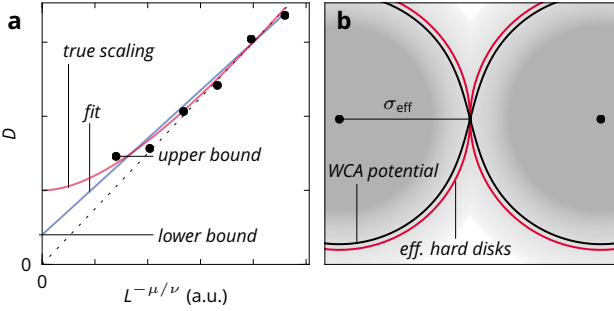 a
true scaling
fit
D
upper bound
lower bound
0
0
L^{−μ/ν} (a.u.)
b
σ_eff
WCA potential
eff. hard disks